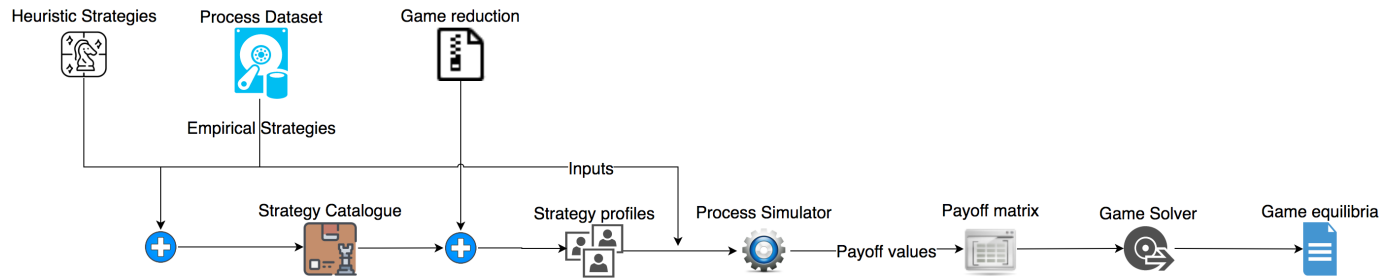 Heuristic Strategies
Process Dataset
Game reduction
Empirical Strategies
Inputs
Strategy Catalogue
Strategy profiles
Process Simulator
Payoff values
Payoff matrix
Game Solver
Game equilibria